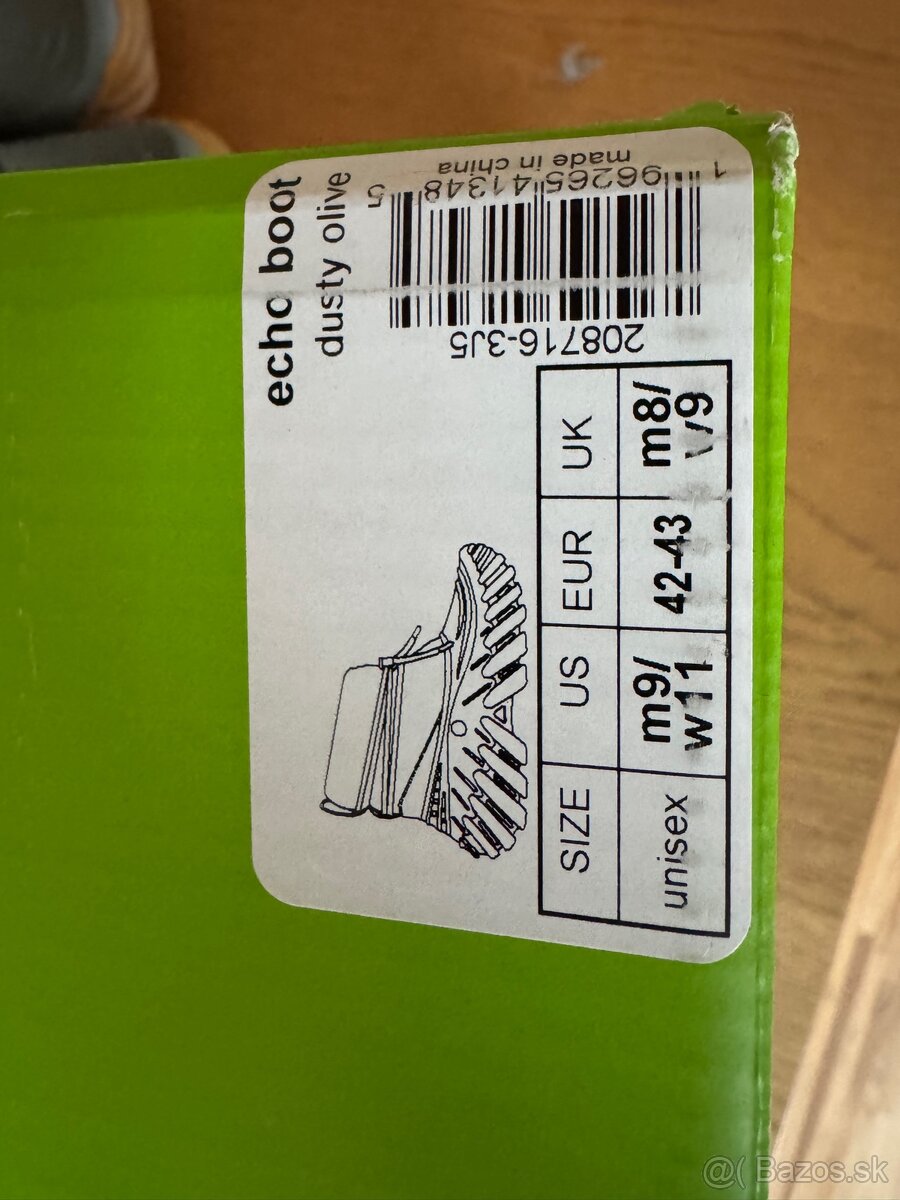 echo boot
dusty olive
208716-3J5
1 96265 41348 5
made in china
SIZE US EUR UK
unisex m9/ w11 42-43 m8/ w9
@( Bazos.sk